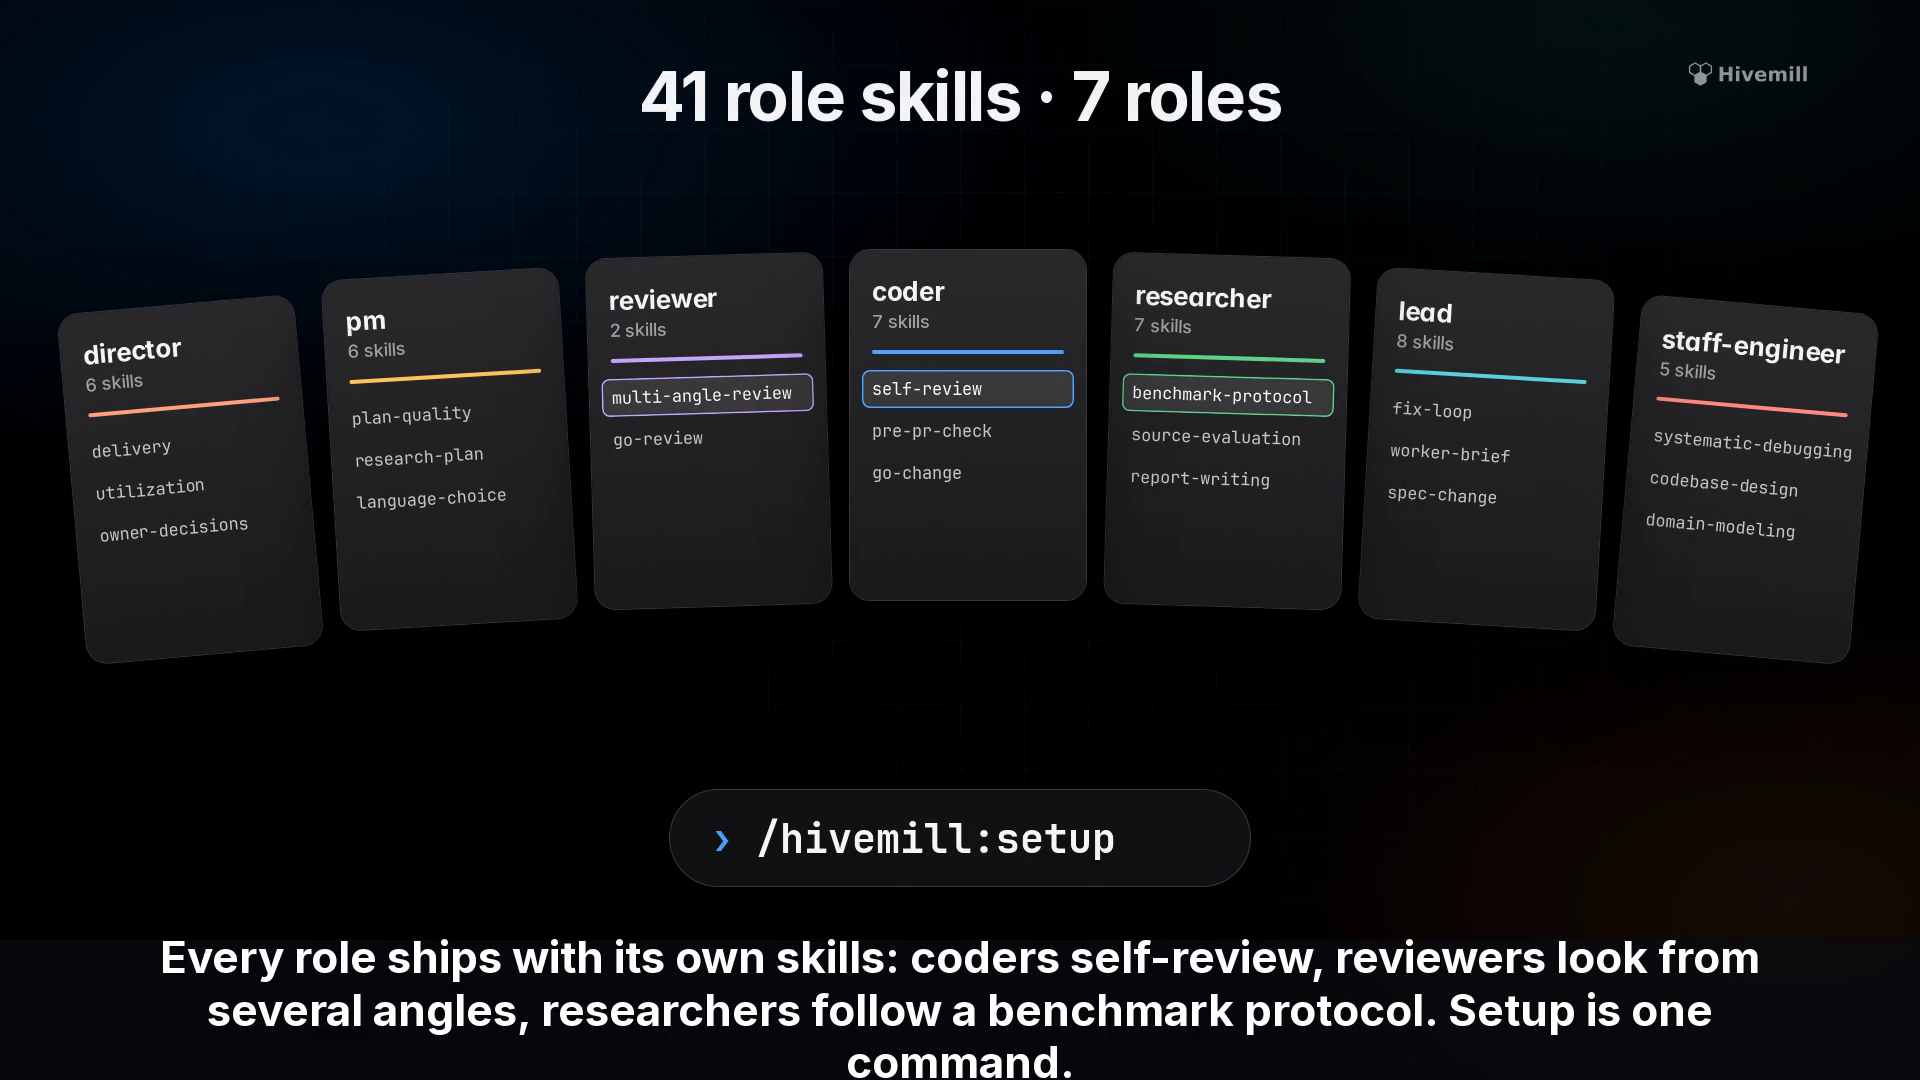 41 role skills · 7 roles
Hivemill
director
6 skills
delivery
utilization
owner-decisions
pm
6 skills
plan-quality
research-plan
language-choice
reviewer
2 skills
multi-angle-review
go-review
coder
7 skills
self-review
pre-pr-check
go-change
researcher
7 skills
benchmark-protocol
source-evaluation
report-writing
lead
8 skills
fix-loop
worker-brief
spec-change
staff-engineer
5 skills
systematic-debugging
codebase-design
domain-modeling
› /hivemill:setup
Every role ships with its own skills: coders self-review, reviewers look from
several angles, researchers follow a benchmark protocol. Setup is one
command.